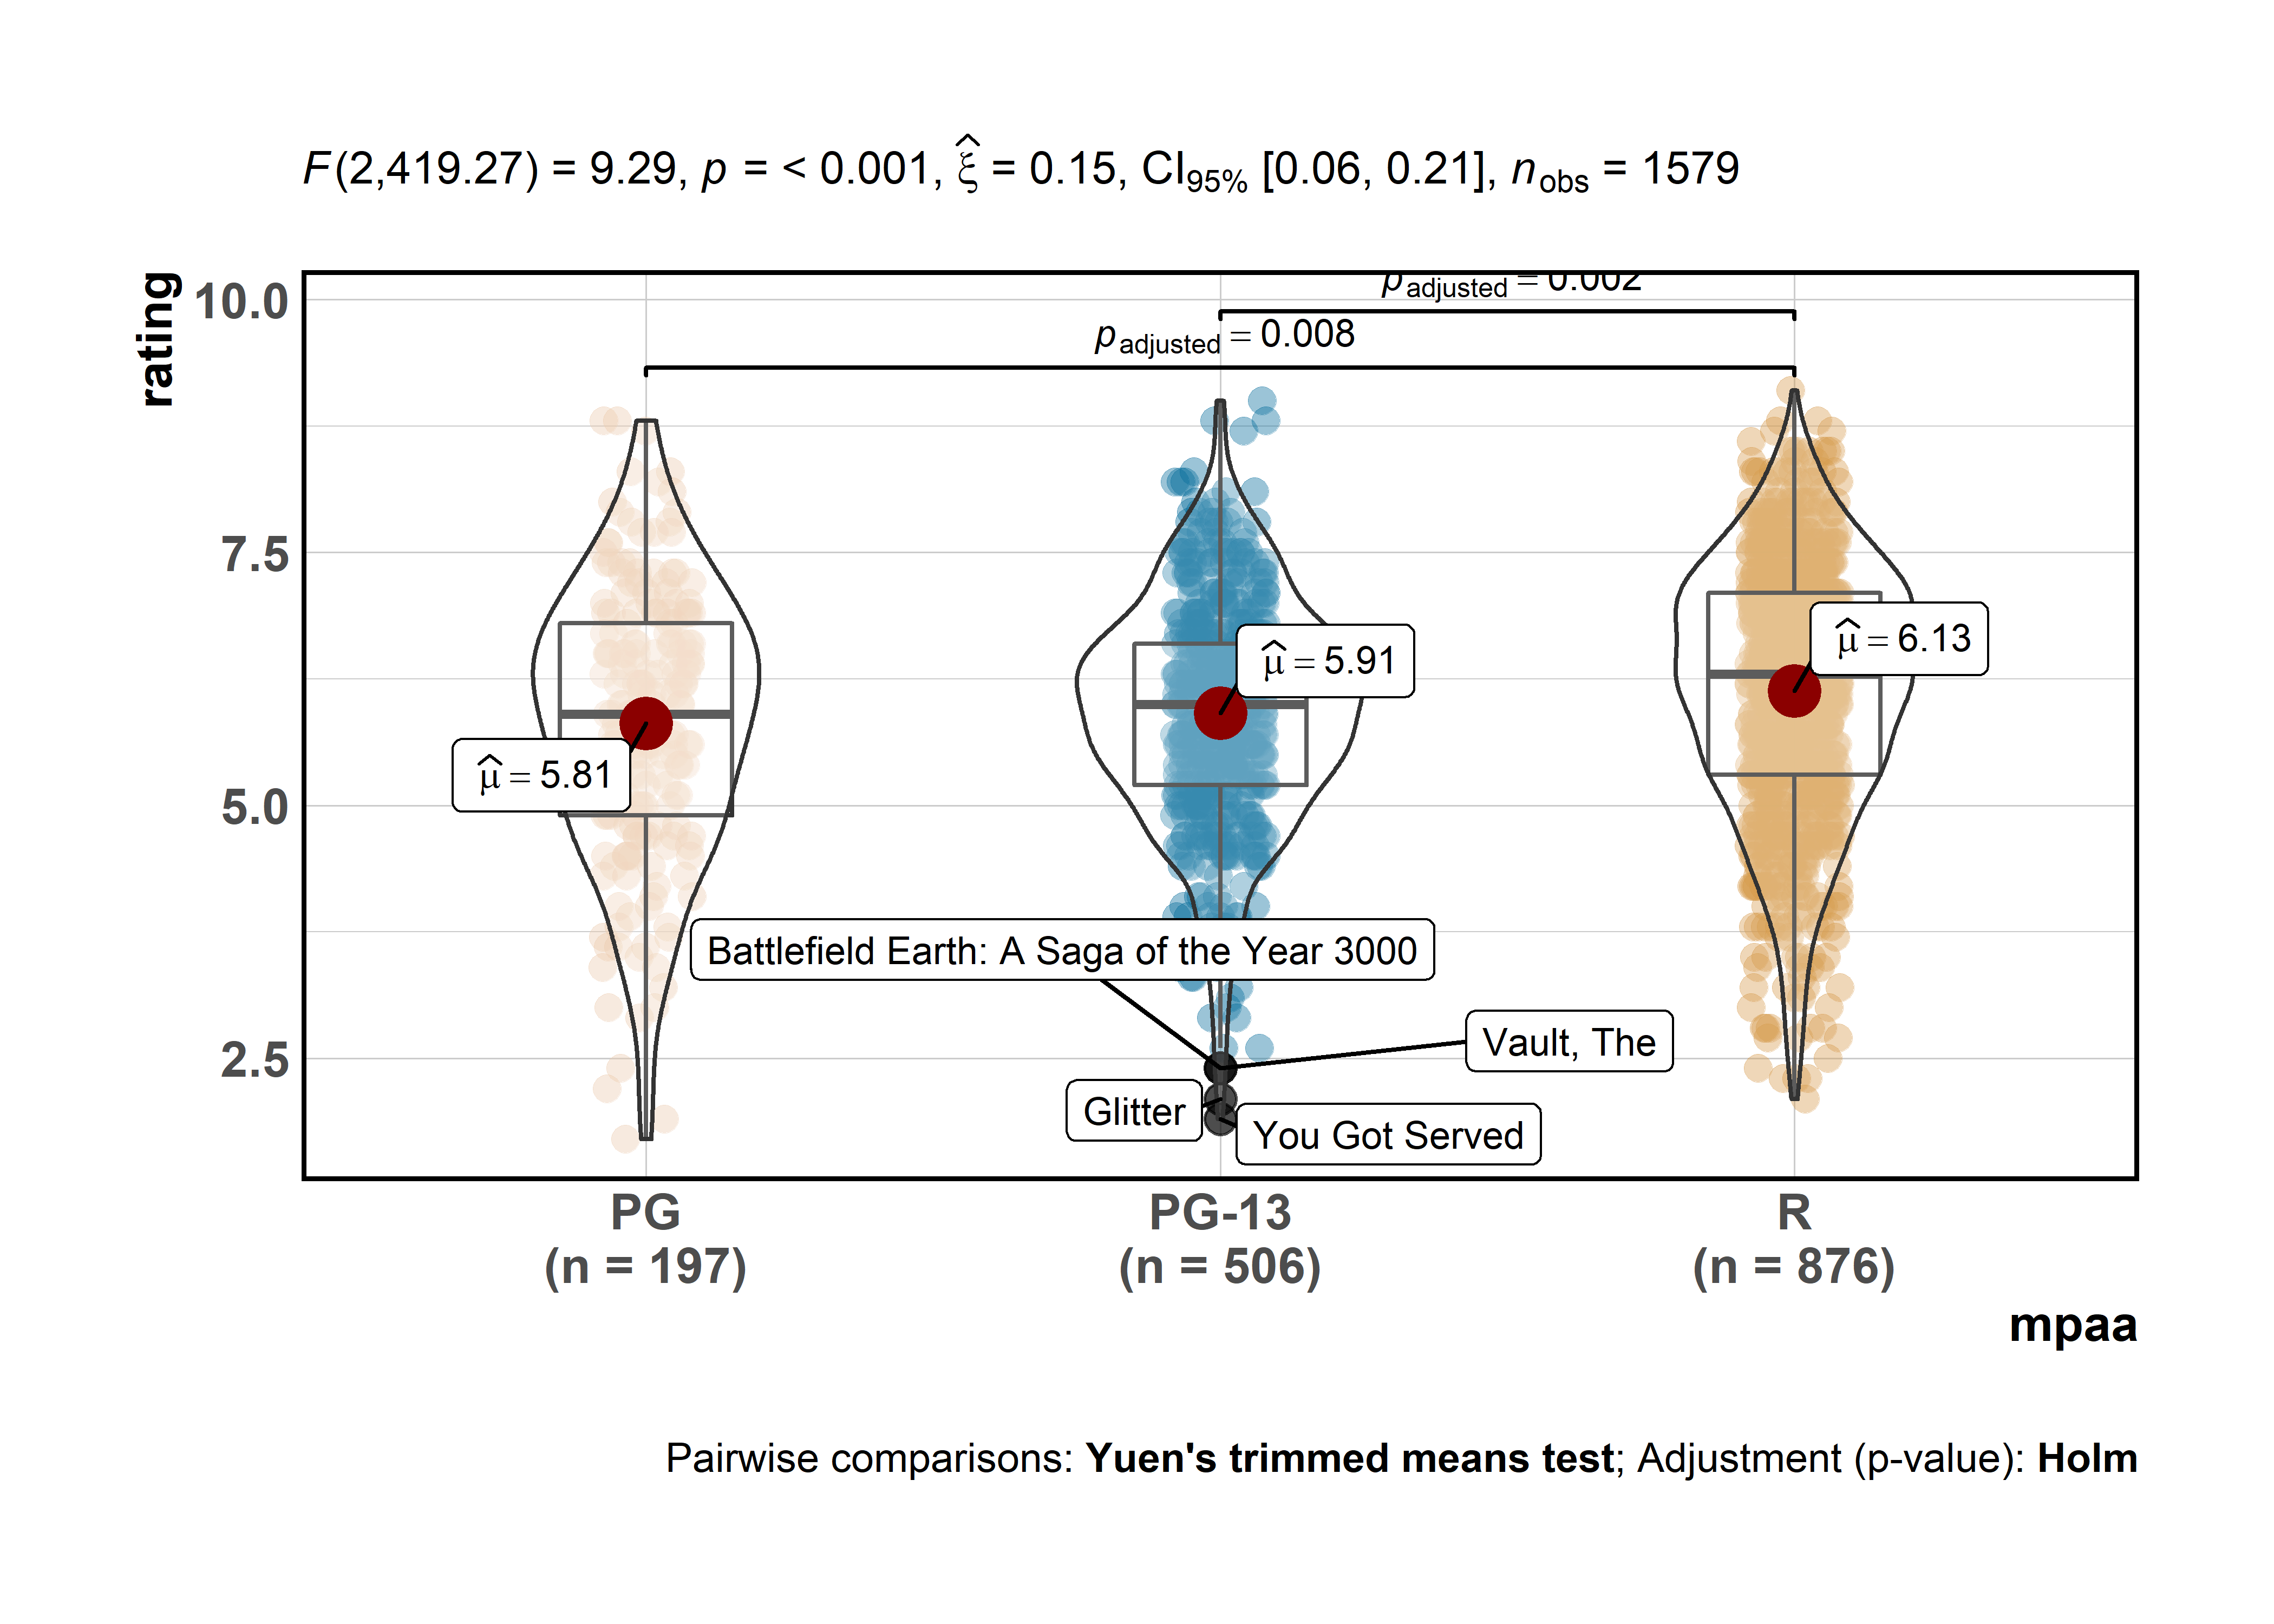 F(2,419.27) = 9.29, p = < 0.001, ξ̂ = 0.15, CI95% [0.06, 0.21], nobs = 1579
rating
10.0
7.5
5.0
2.5
padjusted = 0.002
padjusted = 0.008
μ̂ = 5.81
μ̂ = 5.91
μ̂ = 6.13
Battlefield Earth: A Saga of the Year 3000
Vault, The
Glitter
You Got Served
PG
(n = 197)
PG-13
(n = 506)
R
(n = 876)
mpaa
Pairwise comparisons: Yuen's trimmed means test; Adjustment (p-value): Holm